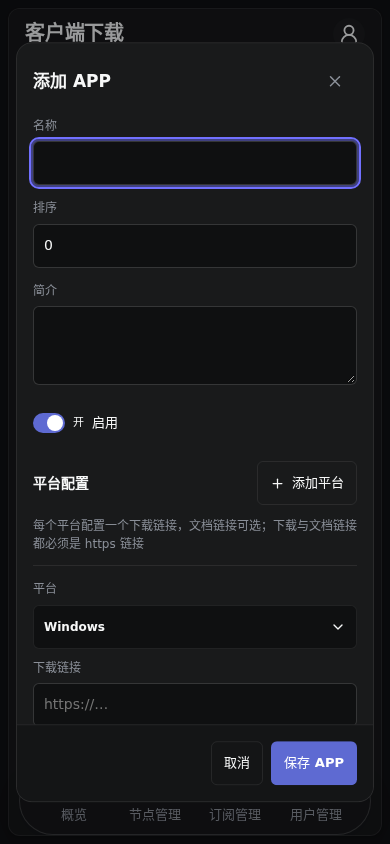 客户端下载
添加 APP
名称
排序
0
简介
开 启用
平台配置
+ 添加平台
每个平台配置一个下载链接，文档链接可选；下载与文档链接
都必须是 https 链接
平台
Windows
下载链接
https://...
取消
保存 APP
概览 节点管理 订阅管理 用户管理